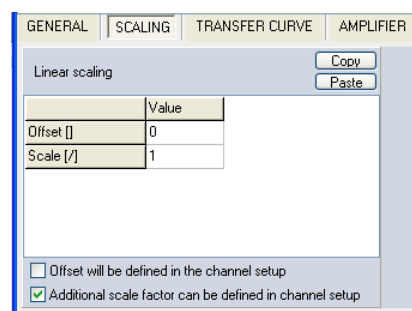 GENERAL SCALING TRANSFER CURVE AMPLIFIER
Linear scaling
Copy
Paste
Value
Offset [] 0
Scale [/] 1
Offset will be defined in the channel setup
Additional scale factor can be defined in channel setup